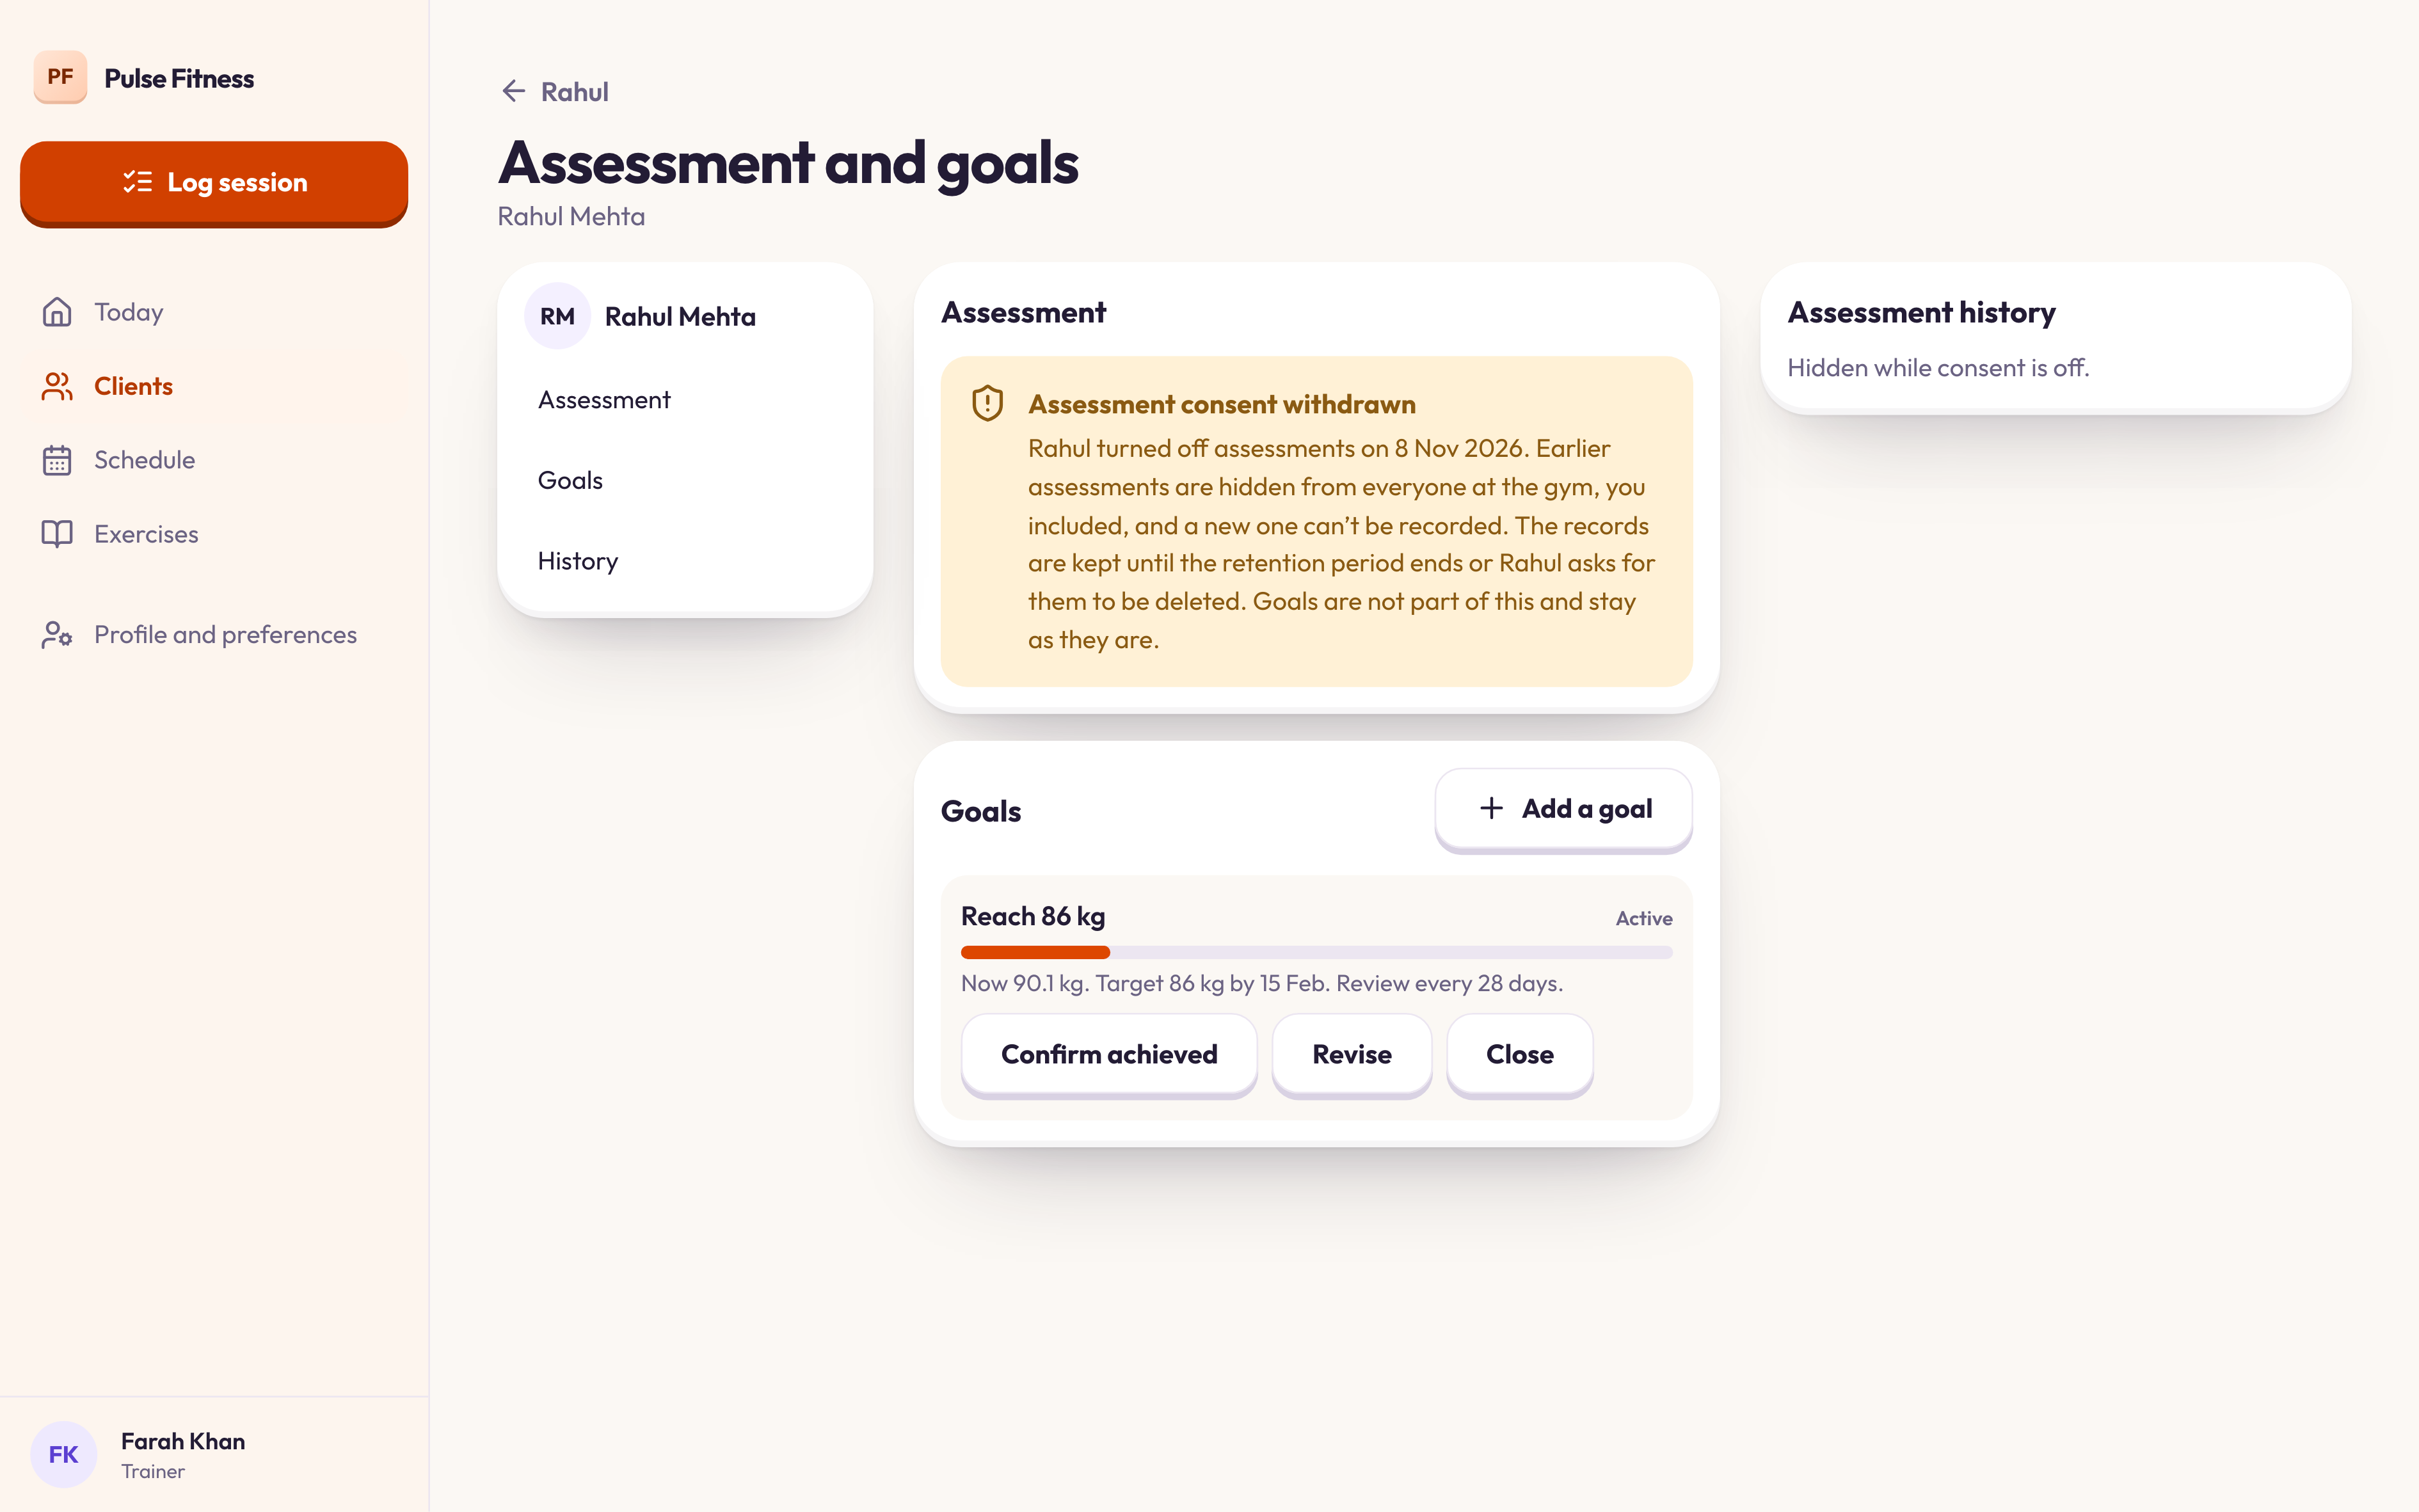 PF
Pulse Fitness
Log session
Today
Clients
Schedule
Exercises
Profile and preferences
FK
Farah Khan
Trainer
Rahul
Assessment and goals
Rahul Mehta
RM
Rahul Mehta
Assessment
Goals
History
Assessment
Assessment consent withdrawn
Rahul turned off assessments on 8 Nov 2026. Earlier
assessments are hidden from everyone at the gym, you
included, and a new one can’t be recorded. The records
are kept until the retention period ends or Rahul asks for
them to be deleted. Goals are not part of this and stay
as they are.
Goals
Add a goal
Reach 86 kg
Active
Now 90.1 kg. Target 86 kg by 15 Feb. Review every 28 days.
Confirm achieved
Revise
Close
Assessment history
Hidden while consent is off.